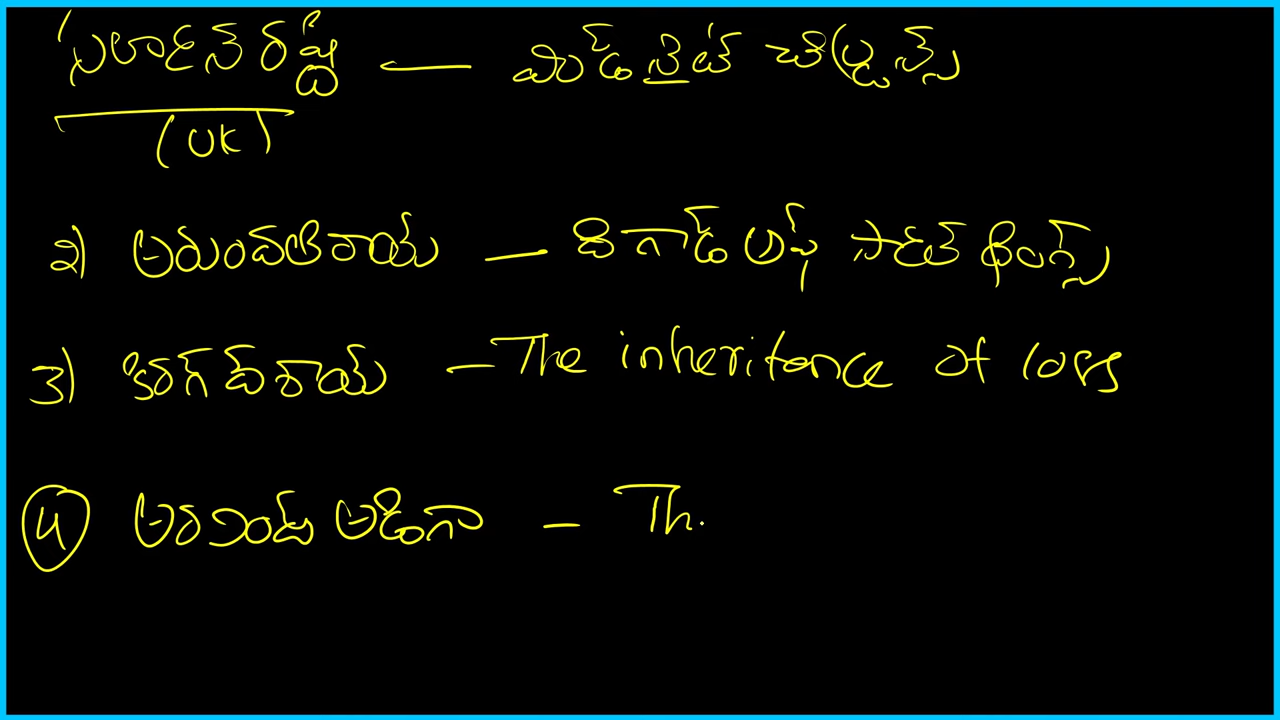 సల్మాన్ రష్దీ — మిడ్ నైట్ చిల్డ్రన్స్
(UK)
2) అరుంధతిరాయ్ — ది గాడ్ ఆఫ్ స్మాల్ థింగ్స్
3) కిరణ్ దేశాయ్ — The inheritance of loss
4 అరవింద్ అడిగా — Th